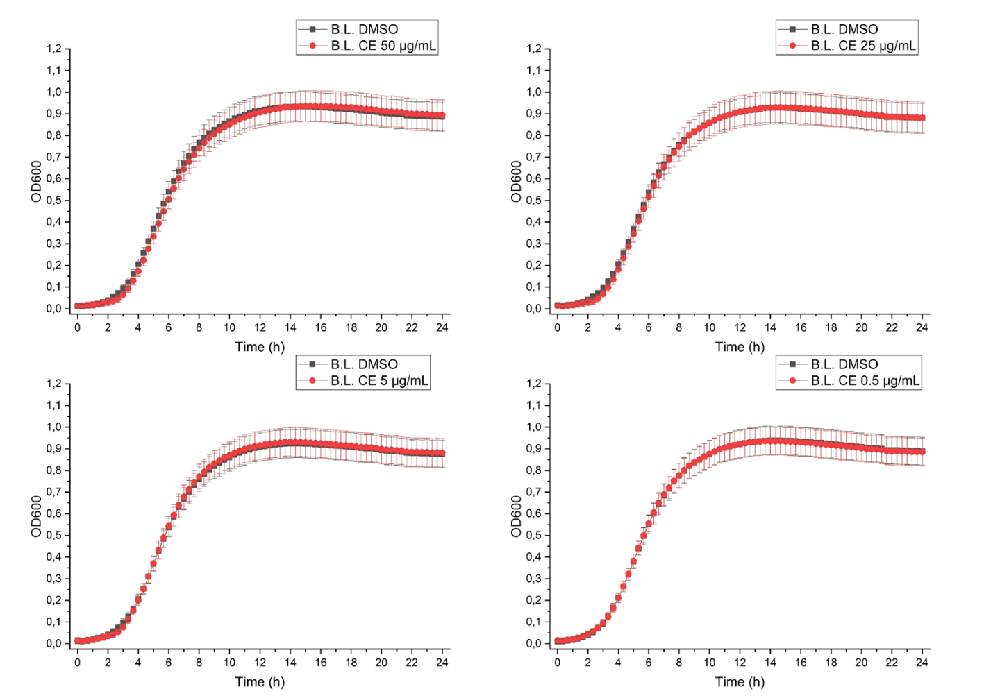 B.L. DMSO
B.L. CE 50 µg/mL
1,2
1,1
1,0
0,9
0,8
0,7
0,6
0,5
0,4
0,3
0,2
0,1
0,0
OD600
0 2 4 6 8 10 12 14 16 18 20 22 24
Time (h)
B.L. DMSO
B.L. CE 25 µg/mL
1,2
1,1
1,0
0,9
0,8
0,7
0,6
0,5
0,4
0,3
0,2
0,1
0,0
OD600
0 2 4 6 8 10 12 14 16 18 20 22 24
Time (h)
B.L. DMSO
B.L. CE 5 µg/mL
1,2
1,1
1,0
0,9
0,8
0,7
0,6
0,5
0,4
0,3
0,2
0,1
0,0
OD600
0 2 4 6 8 10 12 14 16 18 20 22 24
Time (h)
B.L. DMSO
B.L. CE 0.5 µg/mL
1,2
1,1
1,0
0,9
0,8
0,7
0,6
0,5
0,4
0,3
0,2
0,1
0,0
OD600
0 2 4 6 8 10 12 14 16 18 20 22 24
Time (h)